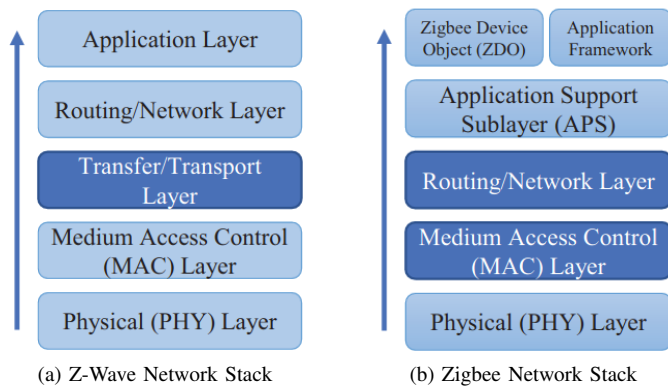 Application Layer
Routing/Network Layer
Transfer/Transport
Layer
Medium Access Control
(MAC) Layer
Physical (PHY) Layer
(a) Z-Wave Network Stack
Zigbee Device
Object (ZDO)
Application
Framework
Application Support
Sublayer (APS)
Routing/Network Layer
Medium Access Control
(MAC) Layer
Physical (PHY) Layer
(b) Zigbee Network Stack